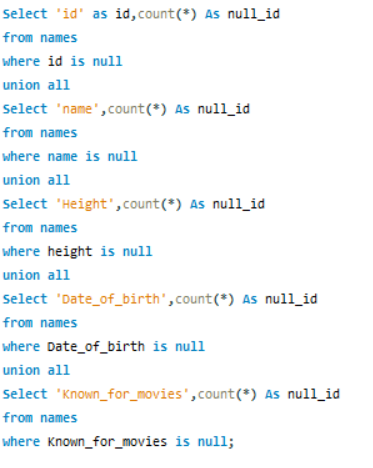 Select 'id' as id,count(*) As null_id
from names
where id is null
union all
Select 'name',count(*) As null_id
from names
where name is null
union all
Select 'Height',count(*) As null_id
from names
where height is null
union all
Select 'Date_of_birth',count(*) As null_id
from names
where Date_of_birth is null
union all
Select 'Known_for_movies',count(*) As null_id
from names
where Known_for_movies is null;